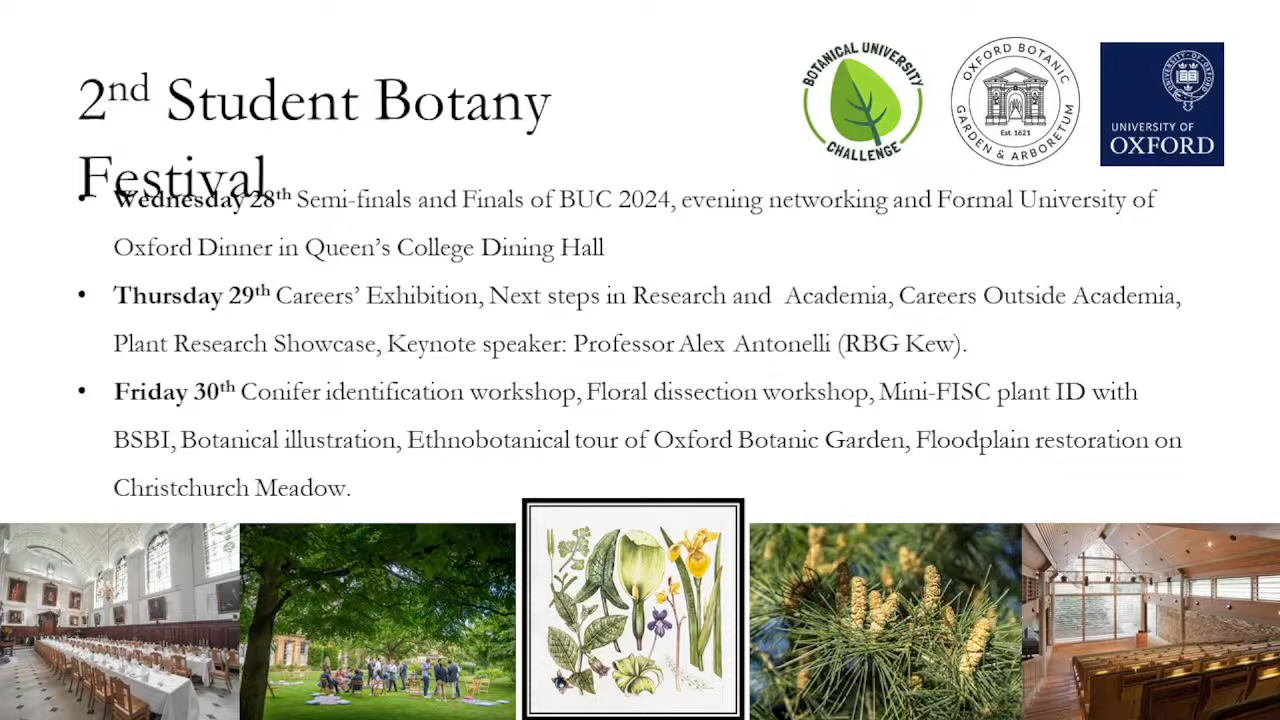 2nd Student Botany
Festival
BOTANICAL UNIVERSITY
CHALLENGE
OXFORD BOTANIC
GARDEN & ARBORETUM
Est. 1621
UNIVERSITY OF
OXFORD
• Wednesday 28th Semi-finals and Finals of BUC 2024, evening networking and Formal University of
Oxford Dinner in Queen's College Dining Hall
• Thursday 29th Careers' Exhibition, Next steps in Research and Academia, Careers Outside Academia,
Plant Research Showcase, Keynote speaker: Professor Alex Antonelli (RBG Kew).
• Friday 30th Conifer identification workshop, Floral dissection workshop, Mini-FISC plant ID with
BSBI, Botanical illustration, Ethnobotanical tour of Oxford Botanic Garden, Floodplain restoration on
Christchurch Meadow.